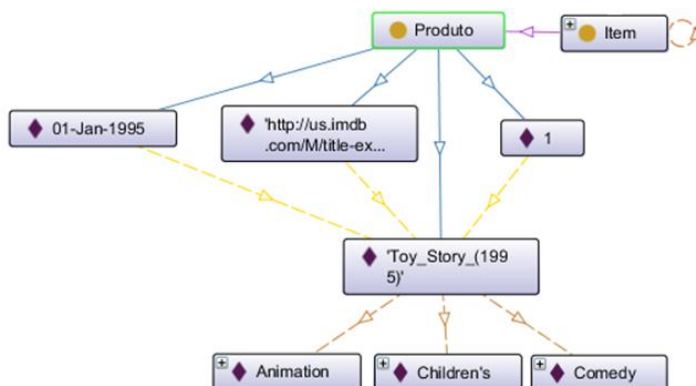 Produto
Item
01-Jan-1995
'http://us.imdb
.com/M/title-ex...
1
'Toy_Story_(199
5)'
Animation
Children's
Comedy